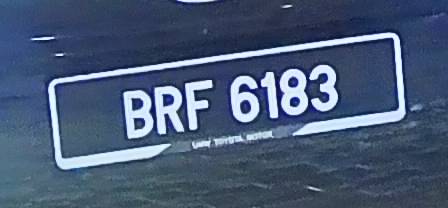 BRF 6183
UMW TOYOTA MOTOR